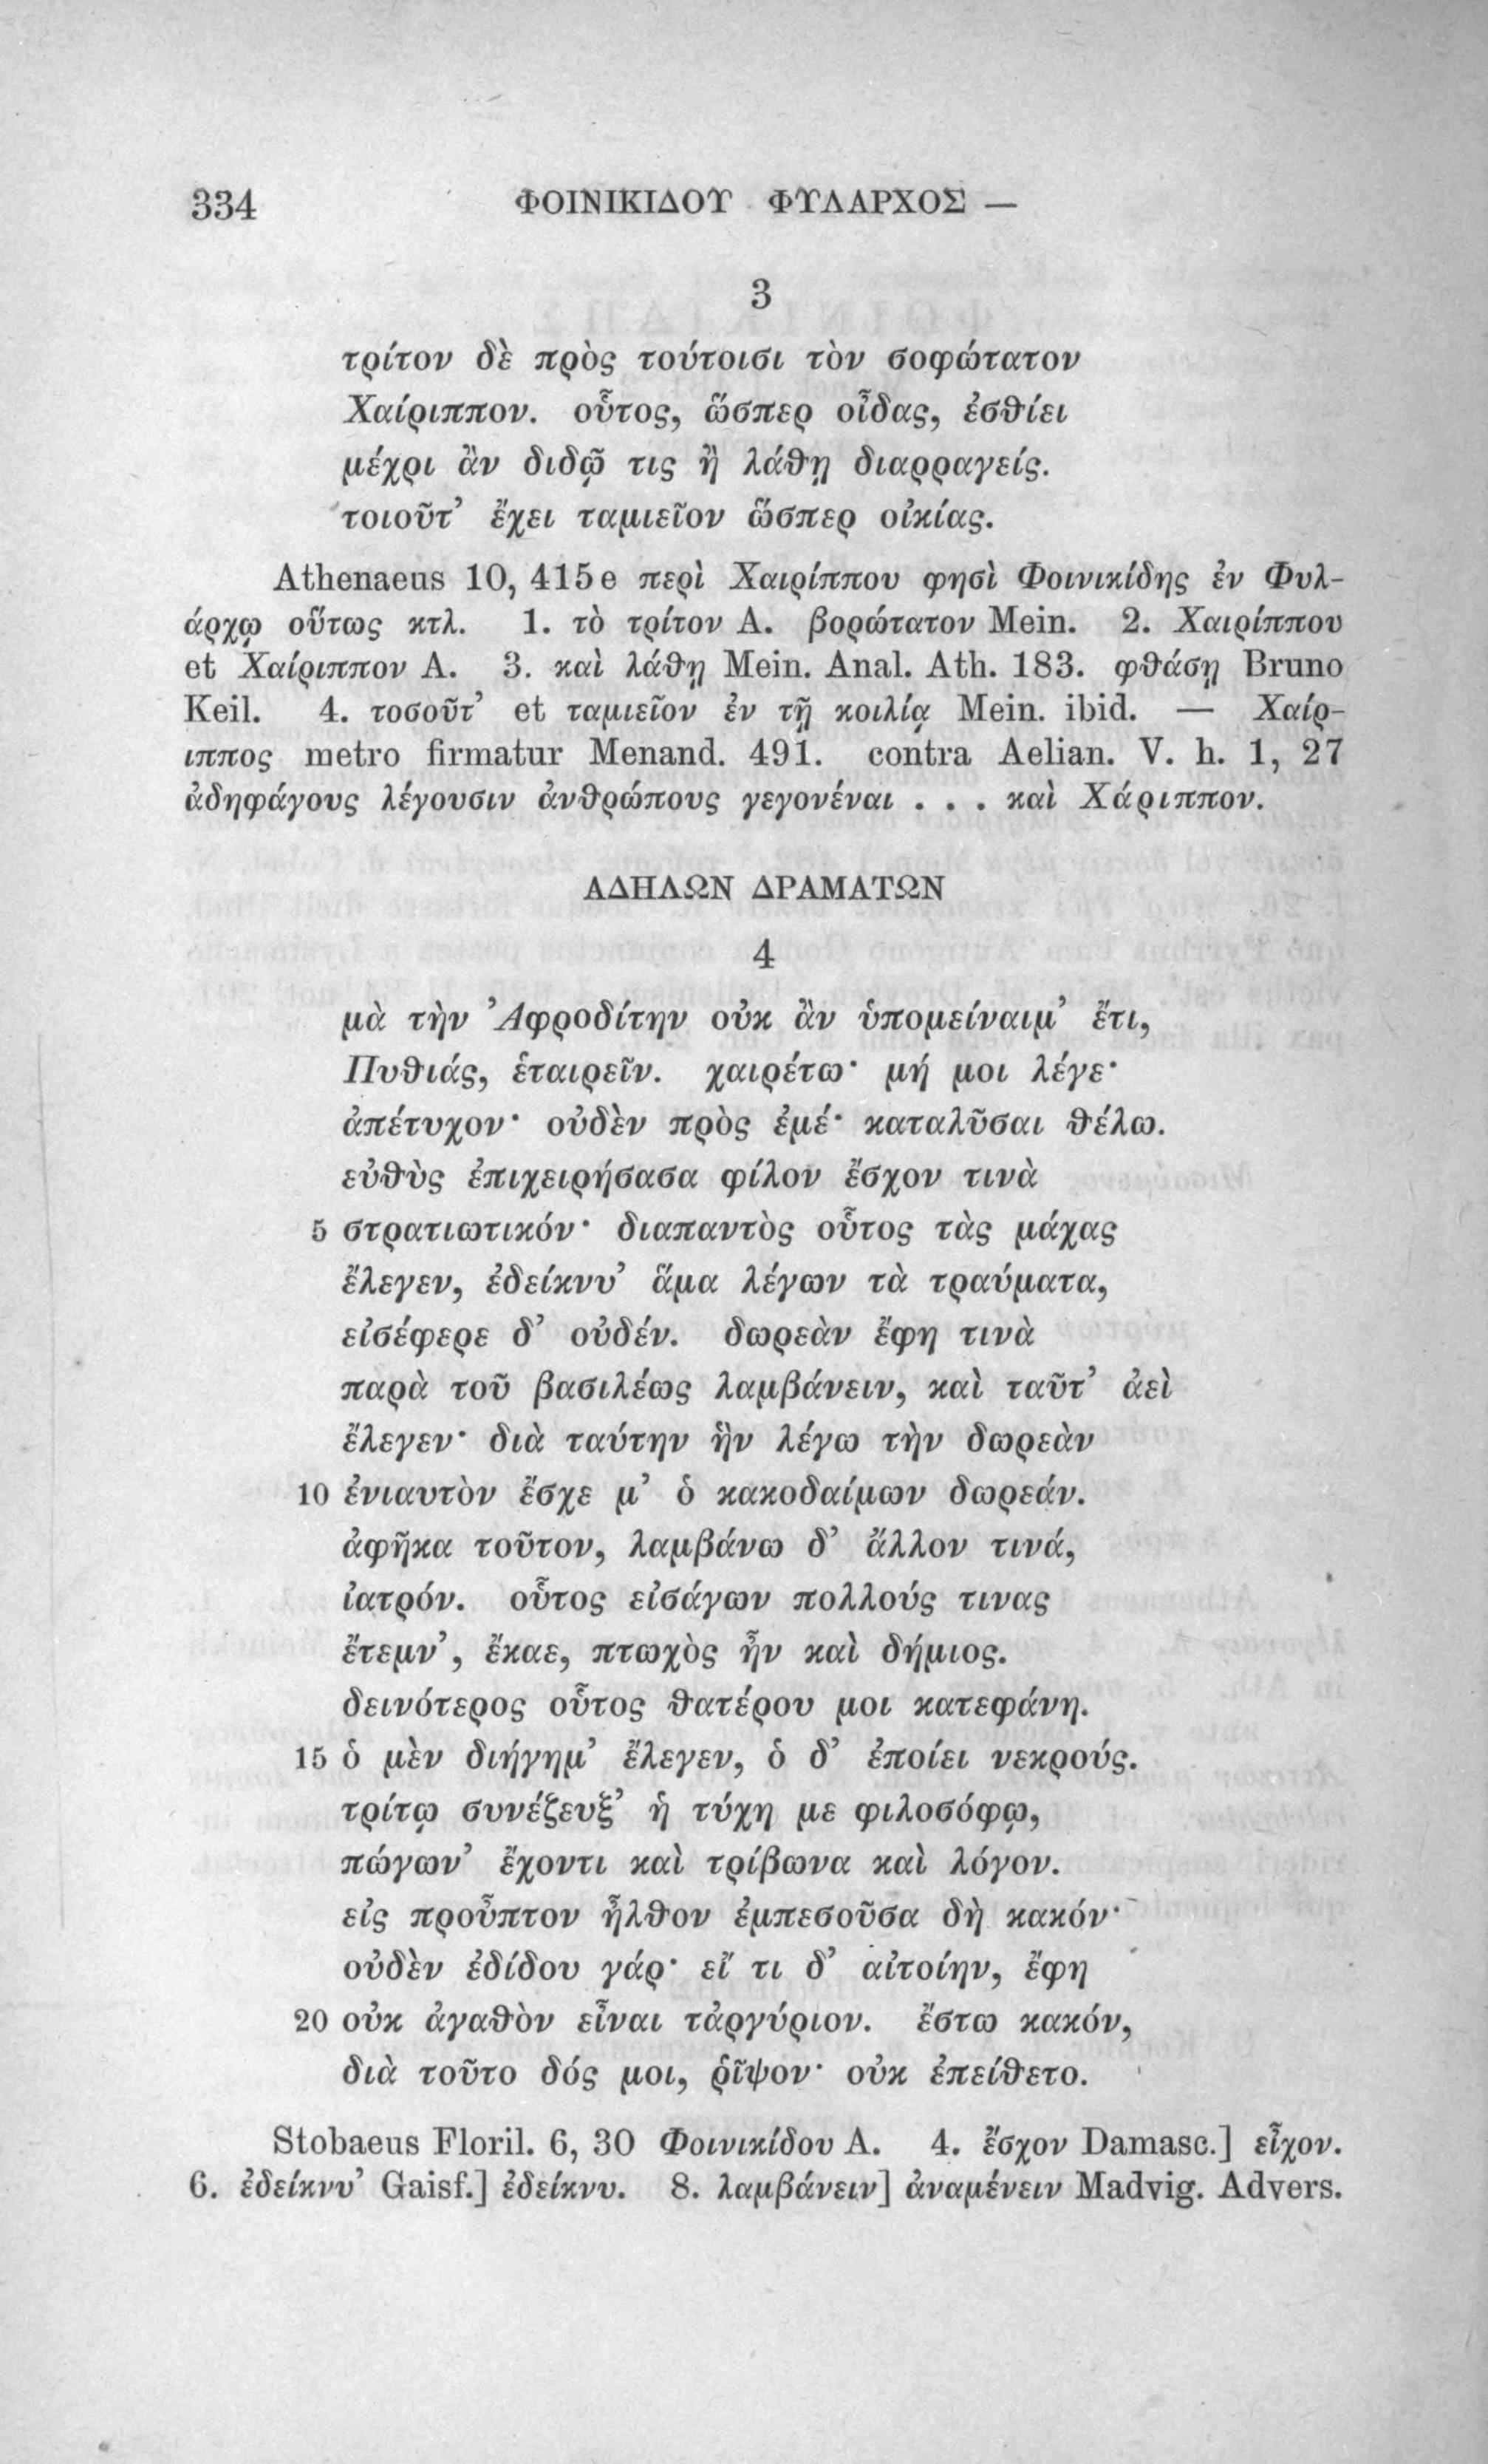 334 ΦΟΙΝΙΚΙΔΟΥ ΦΥΛΑΡΧΟΣ —
3
τρίτον δὲ πρὸς τούτοισι τὸν σοφώτατον
Χαίριππον. οὗτος, ὥσπερ οἶδας, ἐσθίει
μέχρι ἂν διδῷ τις ἢ λάθῃ διαρραγείς.
τοιοῦτ’ ἔχει ταμιεῖον ὥσπερ οἰκίας.
Athenaeus 10, 415e περὶ Χαιρίππου φησὶ Φοινικίδης ἐν Φυλ-
άρχῳ οὕτως κτλ. 1. τὸ τρίτον A. βορώτατον Mein. 2. Χαιρίππου
et Χαίριππον A. 3. καὶ λάθῃ Mein. Anal. Ath. 183. φθάσῃ Bruno
Keil. 4. τοσοῦτ’ et ταμιεῖον ἐν τῇ κοιλίᾳ Mein. ibid. — Χαίρ-
ιππος metro firmatur Menand. 491. contra Aelian. V. h. 1, 27
ἀδηφάγους λέγουσιν ἀνθρώπους γεγονέναι . . . καὶ Χάριππον.
ΑΔΗΛΩΝ ΔΡΑΜΑΤΩΝ
4
μὰ τὴν Ἀφροδίτην οὐκ ἂν ὑπομείναιμ’ ἔτι,
Πυθιάς, ἑταιρεῖν. χαιρέτω· μή μοι λέγε·
ἀπέτυχον· οὐδὲν πρὸς ἐμέ· καταλῦσαι θέλω.
εὐθὺς ἐπιχειρήσασα φίλον ἔσχον τινὰ
5 στρατιωτικόν· διαπαντὸς οὗτος τὰς μάχας
ἔλεγεν, ἐδείκνυ’ ἅμα λέγων τὰ τραύματα,
εἰσέφερε δ’ οὐδέν. δωρεὰν ἔφη τινὰ
παρὰ τοῦ βασιλέως λαμβάνειν, καὶ ταῦτ’ ἀεὶ
ἔλεγεν· διὰ ταύτην ἣν λέγω τὴν δωρεὰν
10 ἐνιαυτὸν ἔσχε μ’ ὁ κακοδαίμων δωρεάν.
ἀφῆκα τοῦτον, λαμβάνω δ’ ἄλλον τινά,
ἰατρόν. οὗτος εἰσάγων πολλούς τινας
ἔτεμν’, ἔκαε, πτωχὸς ἦν καὶ δήμιος.
δεινότερος οὗτος θατέρου μοι κατεφάνη.
15 ὁ μὲν διήγημ’ ἔλεγεν, ὁ δ’ ἐποίει νεκρούς.
τρίτῳ συνέζευξ’ ἡ τύχη με φιλοσόφῳ,
πώγων’ ἔχοντι καὶ τρίβωνα καὶ λόγον.
εἰς προὖπτον ἦλθον ἐμπεσοῦσα δὴ κακόν·
οὐδὲν ἐδίδου γάρ· εἴ τι δ’ αἰτοίην, ἔφη
20 οὐκ ἀγαθὸν εἶναι τἀργύριον. ἔστω κακόν,
διὰ τοῦτο δός μοι, ῥῖψον· οὐκ ἐπείθετο.
Stobaeus Floril. 6, 30 Φοινικίδου A. 4. ἔσχον Damasc.] εἶχον.
6. ἐδείκνυ’ Gaisf.] ἐδείκνυ. 8. λαμβάνειν] ἀναμένειν Madvig. Advers.